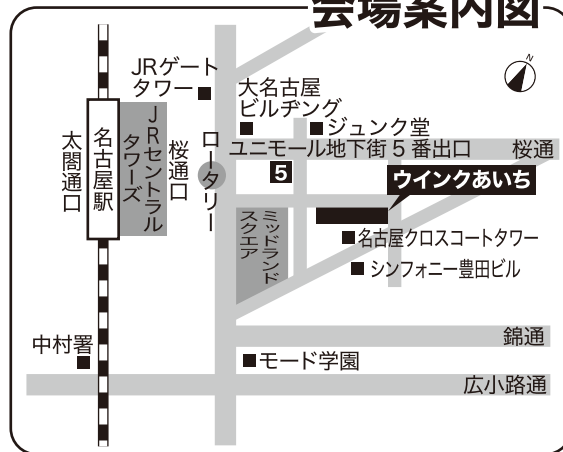 会場案内図
N
JRゲート
タワー
大名古屋
ビルヂング
ジュンク堂
ユニモール地下街5番出口
桜通
5
ウインクあいち
太閤通口
名古屋駅
JRセントラル
タワーズ
桜通口
ロータリー
ミッドランド
スクエア
名古屋クロスコートタワー
シンフォニー豊田ビル
錦通
中村署
モード学園
広小路通